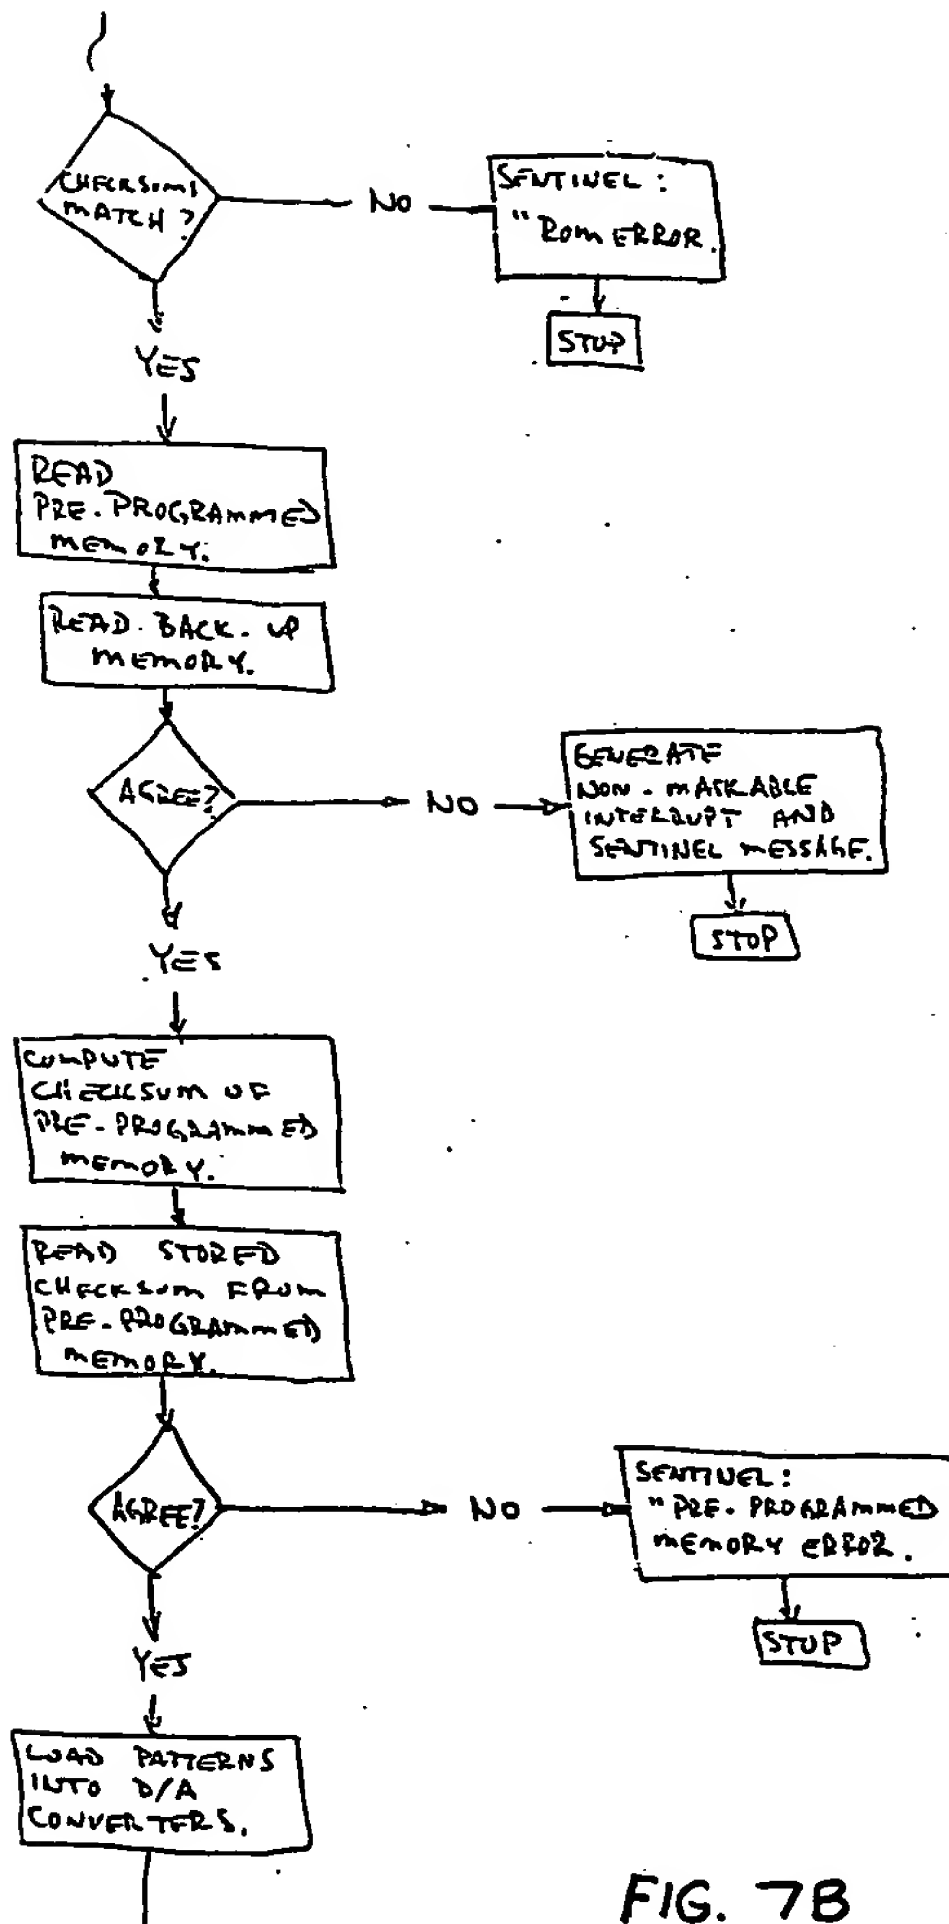 CHECKSUMS
MATCH?
NO
SENTINEL:
"ROM ERROR.
STOP
YES
READ
PRE-PROGRAMMED
MEMORY.
READ BACK-UP
MEMORY.
AGREE?
NO
GENERATE
NON-MASKABLE
INTERRUPT AND
SENTINEL MESSAGE.
STOP
YES
COMPUTE
CHECKSUM OF
PRE-PROGRAMMED
MEMORY.
READ STORED
CHECKSUM FROM
PRE-PROGRAMMED
MEMORY.
AGREE?
NO
SENTINEL:
"PRE-PROGRAMMED
MEMORY ERROR.
STOP
YES
LOAD PATTERNS
INTO D/A
CONVERTERS.
FIG. 7B